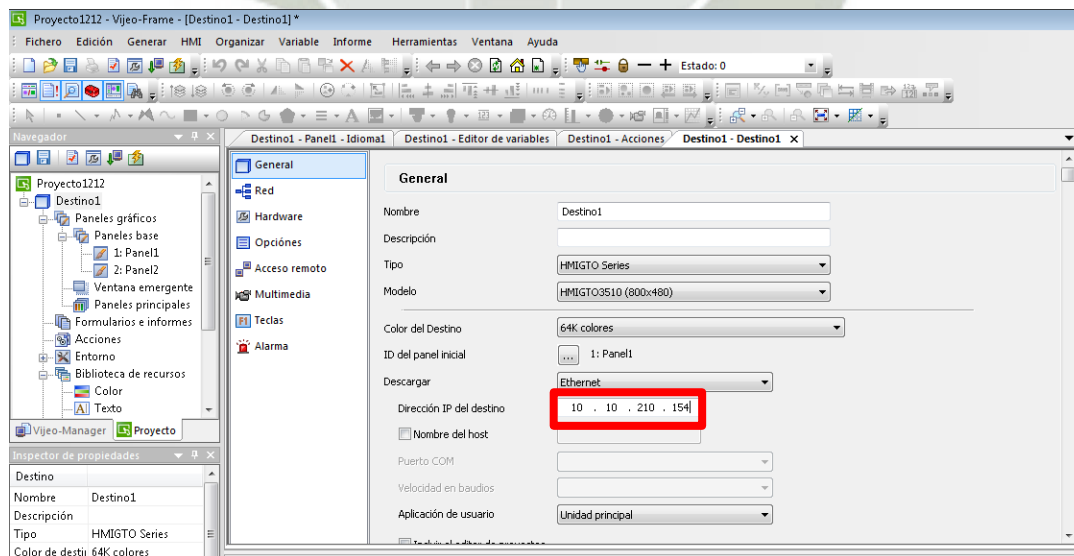 Proyecto1212 - Vijeo-Frame - [Destino1 - Destino1] *
Fichero Edición Generar HMI Organizar Variable Informe Herramientas Ventana Ayuda
Estado: 0
Navegador
Destino1 - Panel1 - Idioma1 Destino1 - Editor de variables Destino1 - Acciones Destino1 - Destino1 X
Proyecto1212
Destino1
Paneles gráficos
Paneles base
1: Panel1
2: Panel2
Ventana emergente
Paneles principales
Formularios e informes
Acciones
Entorno
Biblioteca de recursos
Color
Texto
Vijeo-Manager Proyecto
Inspector de propiedades
Destino
Nombre Destino1
Descripción
Tipo HMIGTO Series
Color de desti 64K colores
General
Red
Hardware
Opciónes
Acceso remoto
Multimedia
F1 Teclas
Alarma
General
Nombre Destino1
Descripción
Tipo HMIGTO Series
Modelo HMIGTO3510 (800x480)
Color del Destino 64K colores
ID del panel inicial ... 1: Panel1
Descargar Ethernet
Dirección IP del destino 10 . 10 . 210 . 154
Nombre del host
Puerto COM
Velocidad en baudios
Aplicación de usuario Unidad principal